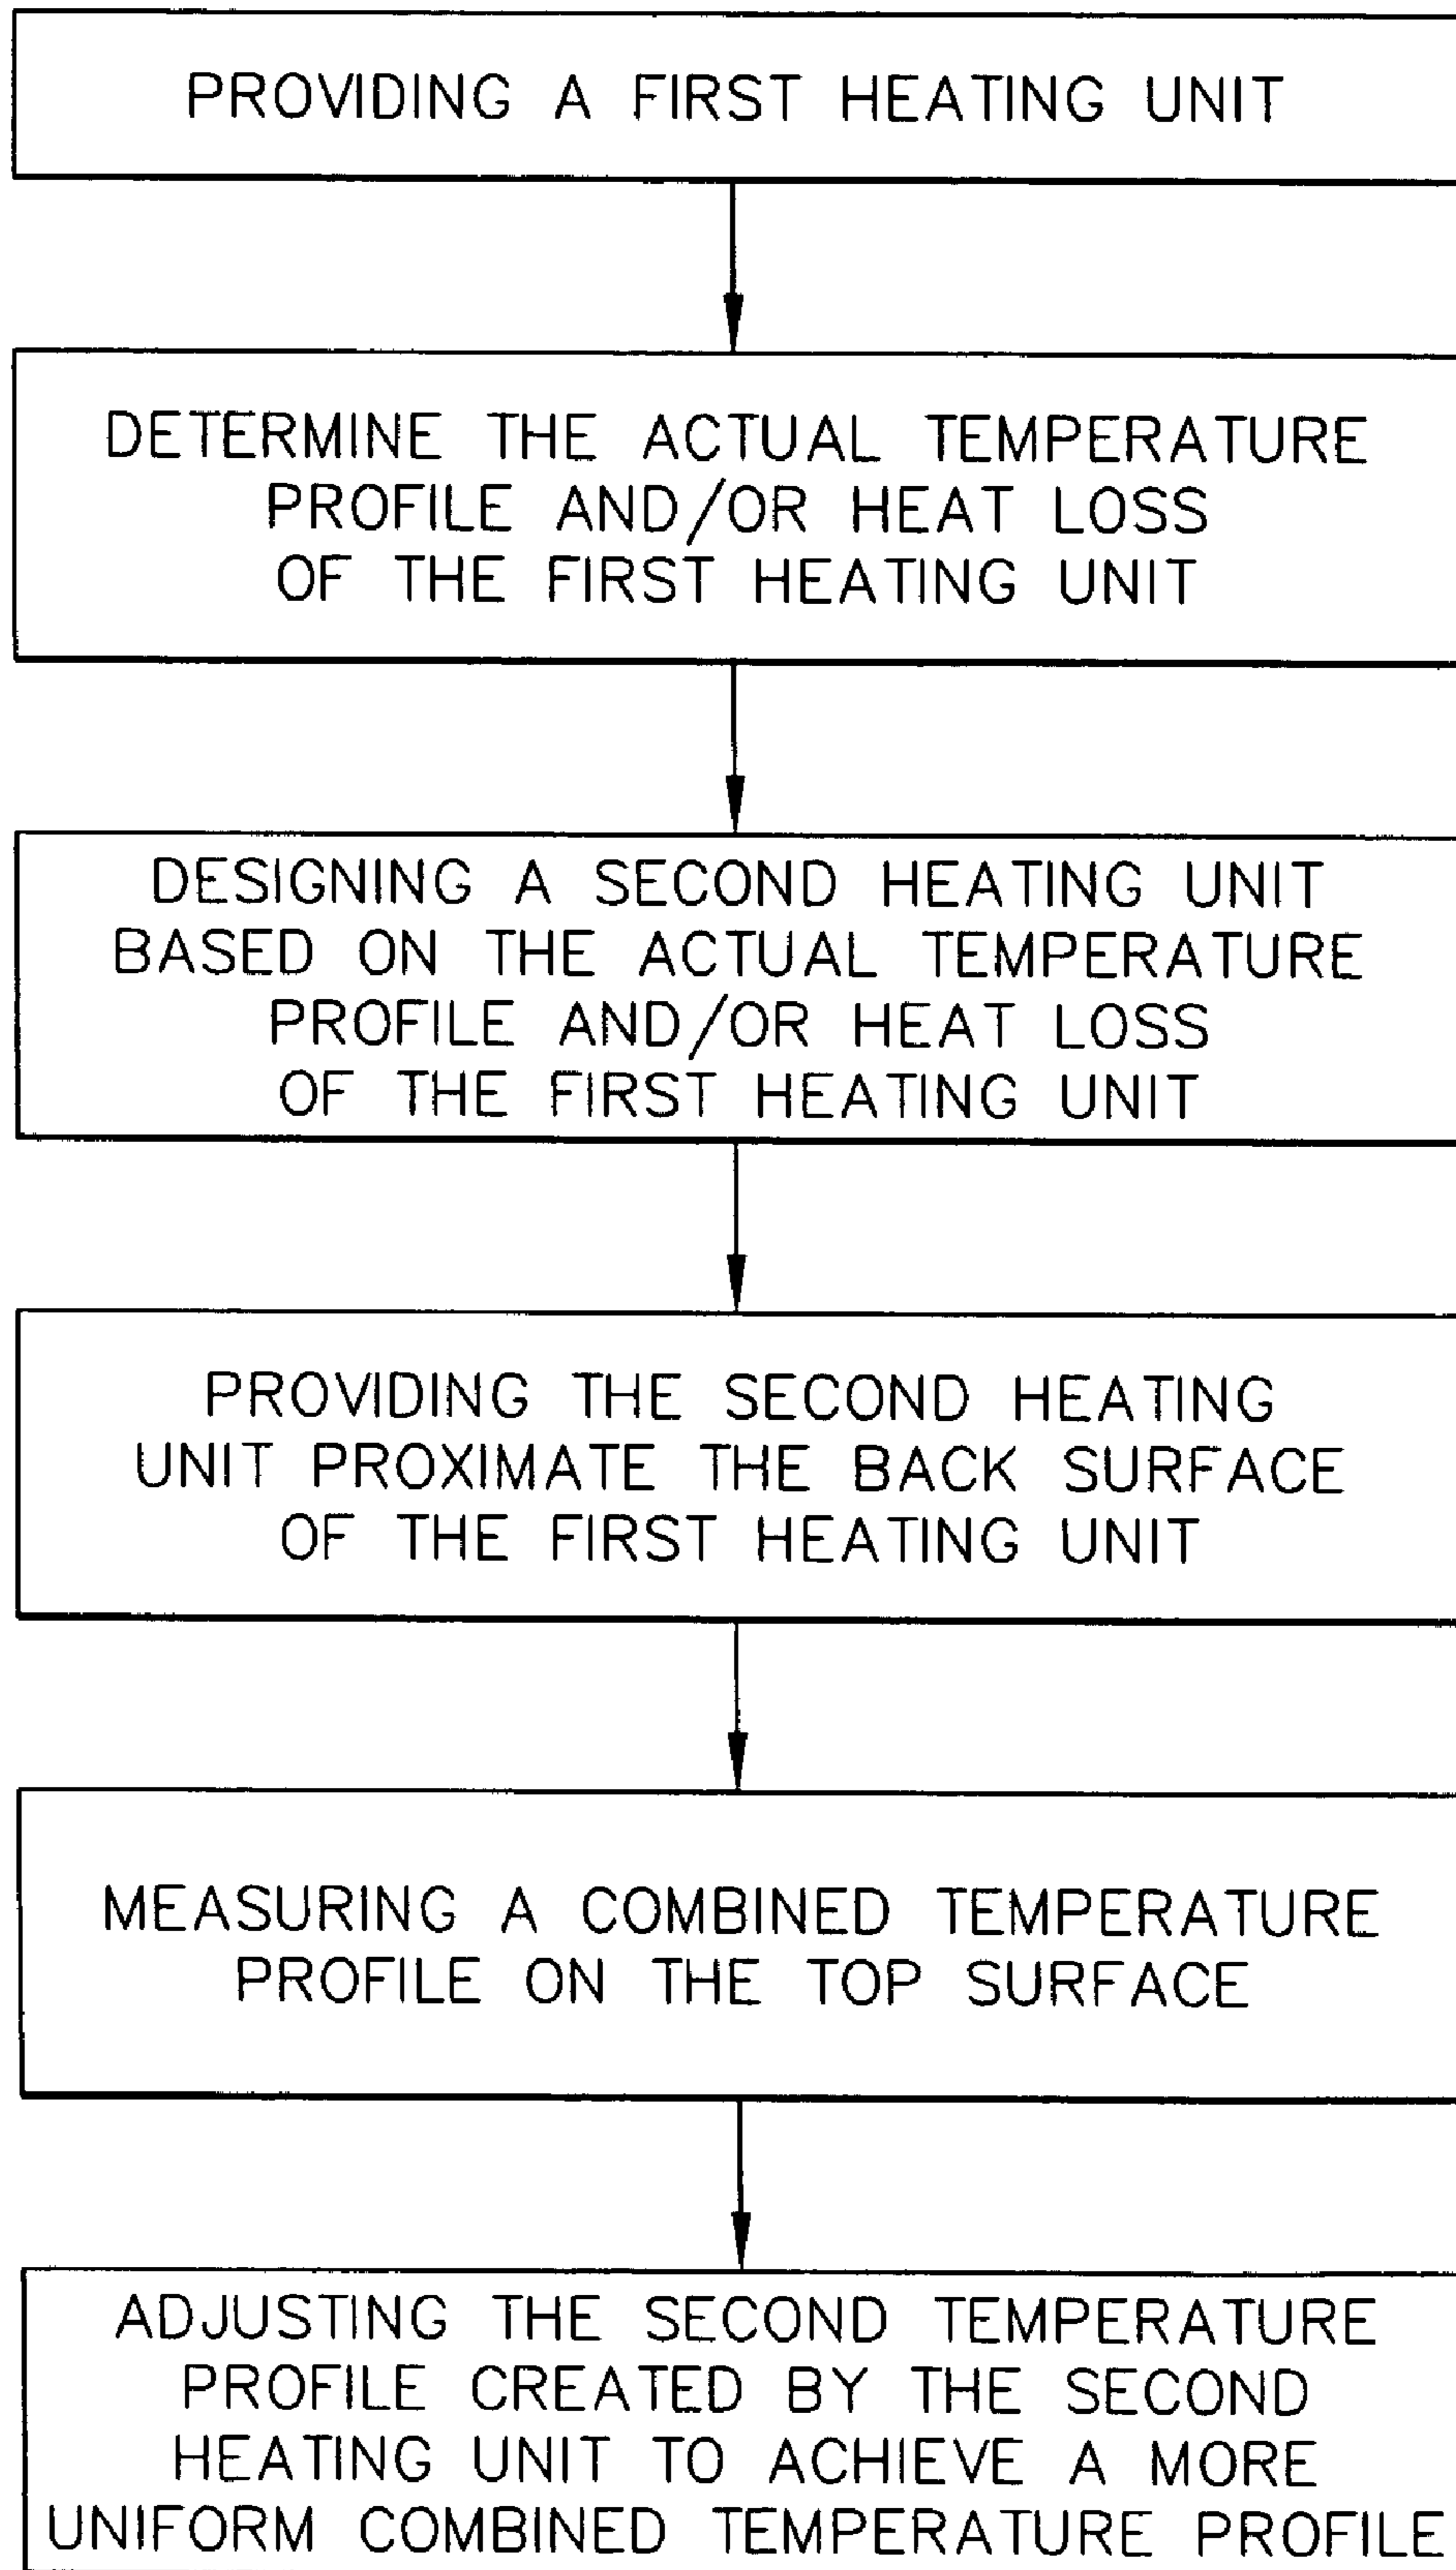 PROVIDING A FIRST HEATING UNIT
DETERMINE THE ACTUAL TEMPERATURE
PROFILE AND/OR HEAT LOSS
OF THE FIRST HEATING UNIT
DESIGNING A SECOND HEATING UNIT
BASED ON THE ACTUAL TEMPERATURE
PROFILE AND/OR HEAT LOSS
OF THE FIRST HEATING UNIT
PROVIDING THE SECOND HEATING
UNIT PROXIMATE THE BACK SURFACE
OF THE FIRST HEATING UNIT
MEASURING A COMBINED TEMPERATURE
PROFILE ON THE TOP SURFACE
ADJUSTING THE SECOND TEMPERATURE
PROFILE CREATED BY THE SECOND
HEATING UNIT TO ACHIEVE A MORE
UNIFORM COMBINED TEMPERATURE PROFILE